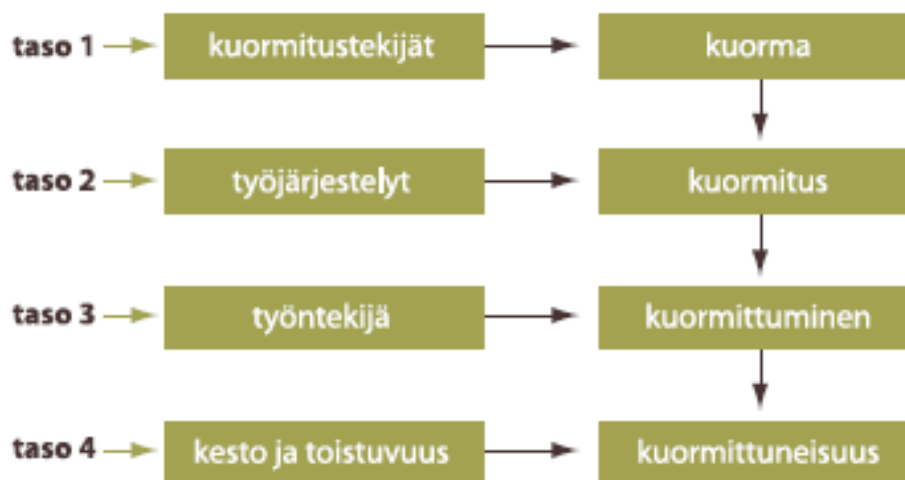 taso 1 kuormitustekijät kuorma
taso 2 työjärjestelyt kuormitus
taso 3 työntekijä kuormittuminen
taso 4 kesto ja toistuvuus kuormittuneisuus